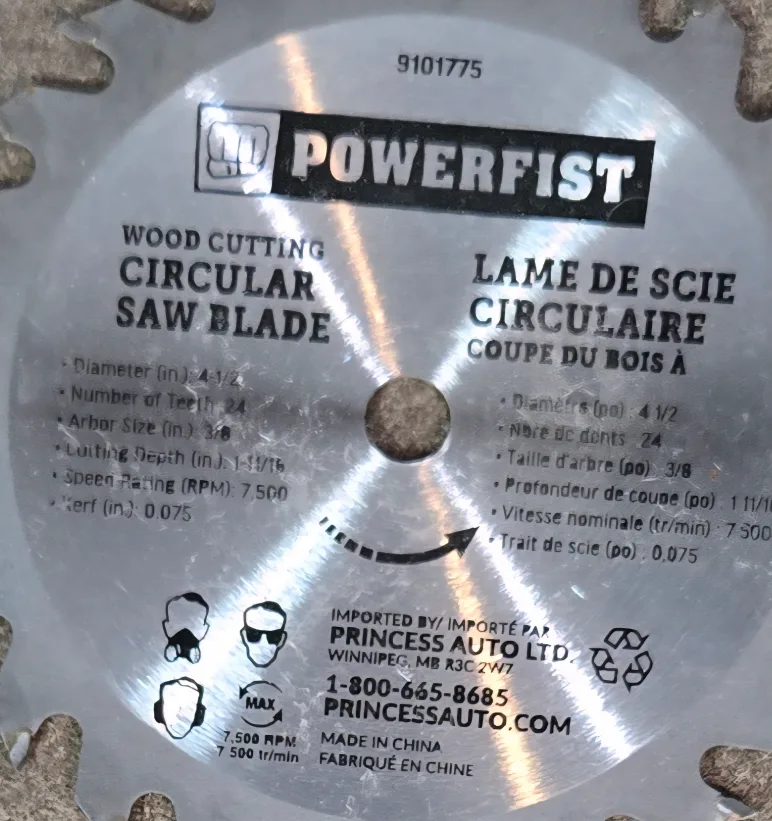 9101775
POWERFIST
WOOD CUTTING
CIRCULAR
SAW BLADE
• Diameter (in.): 4-1/2
• Number of Teeth: 24
• Arbor Size (in.): 3/8
• Cutting Depth (in.): 1-11/16
• Speed Rating (RPM): 7,500
• Kerf (in.): 0.075
LAME DE SCIE
CIRCULAIRE
COUPE DU BOIS À
• Diamètre (po) : 4 1/2
• Nbre de dents 24
• Taille d'arbre (po) : 3/8
• Profondeur de coupe (po) : 1 11/1
• Vitesse nominale (tr/min) : 7 500
• Trait de scie (po) : 0,075
MAX
7,500 RPM
7 500 tr/min
IMPORTED BY/ IMPORTÉ PAR
PRINCESS AUTO LTD.
WINNIPEG, MB R3C 2W7
1-800-665-8685
PRINCESSAUTO.COM
MADE IN CHINA
FABRIQUÉ EN CHINE